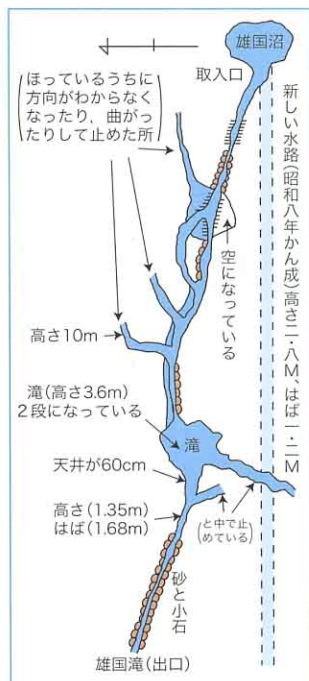 雄国沼
取入口
ほっているうちに
方向がわからなく
なったり，曲がっ
たりして止めた所
新しい水路(昭和八年かん成)高さ二・八M、はば一・二M
空になっている
高さ10m
滝(高さ3.6m)
2段になっている
滝
天井が60cm
高さ(1.35m)
はば(1.68m)
(と中で止
めている)
砂と小石
雄国滝(出口)